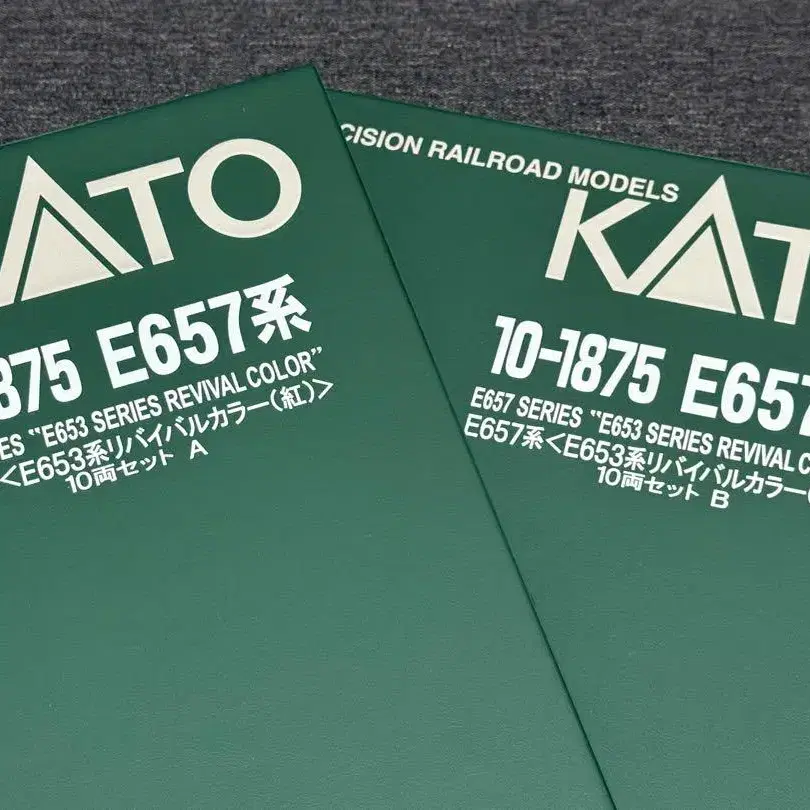 ATO
875 E657系
ES "E653 SERIES REVIVAL COLOR"
<E653系リバイバルカラー(紅)>
10両セット A
CISION RAILROAD MODELS
KAT
10-1875 E657
E657 SERIES "E653 SERIES REVIVAL C
E657系<E653系リバイバルカラー(
10両セット B